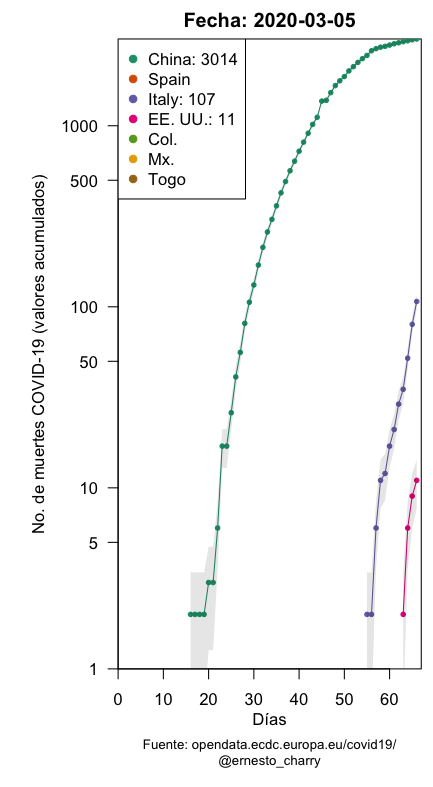 Fecha: 2020-03-05
China: 3014
Spain
Italy: 107
EE. UU.: 11
Col.
Mx.
Togo
No. de muertes COVID-19 (valores acumulados)
1000
500
100
50
10
5
1
0 10 20 30 40 50 60
Días
Fuente: opendata.ecdc.europa.eu/covid19/
@ernesto_charry